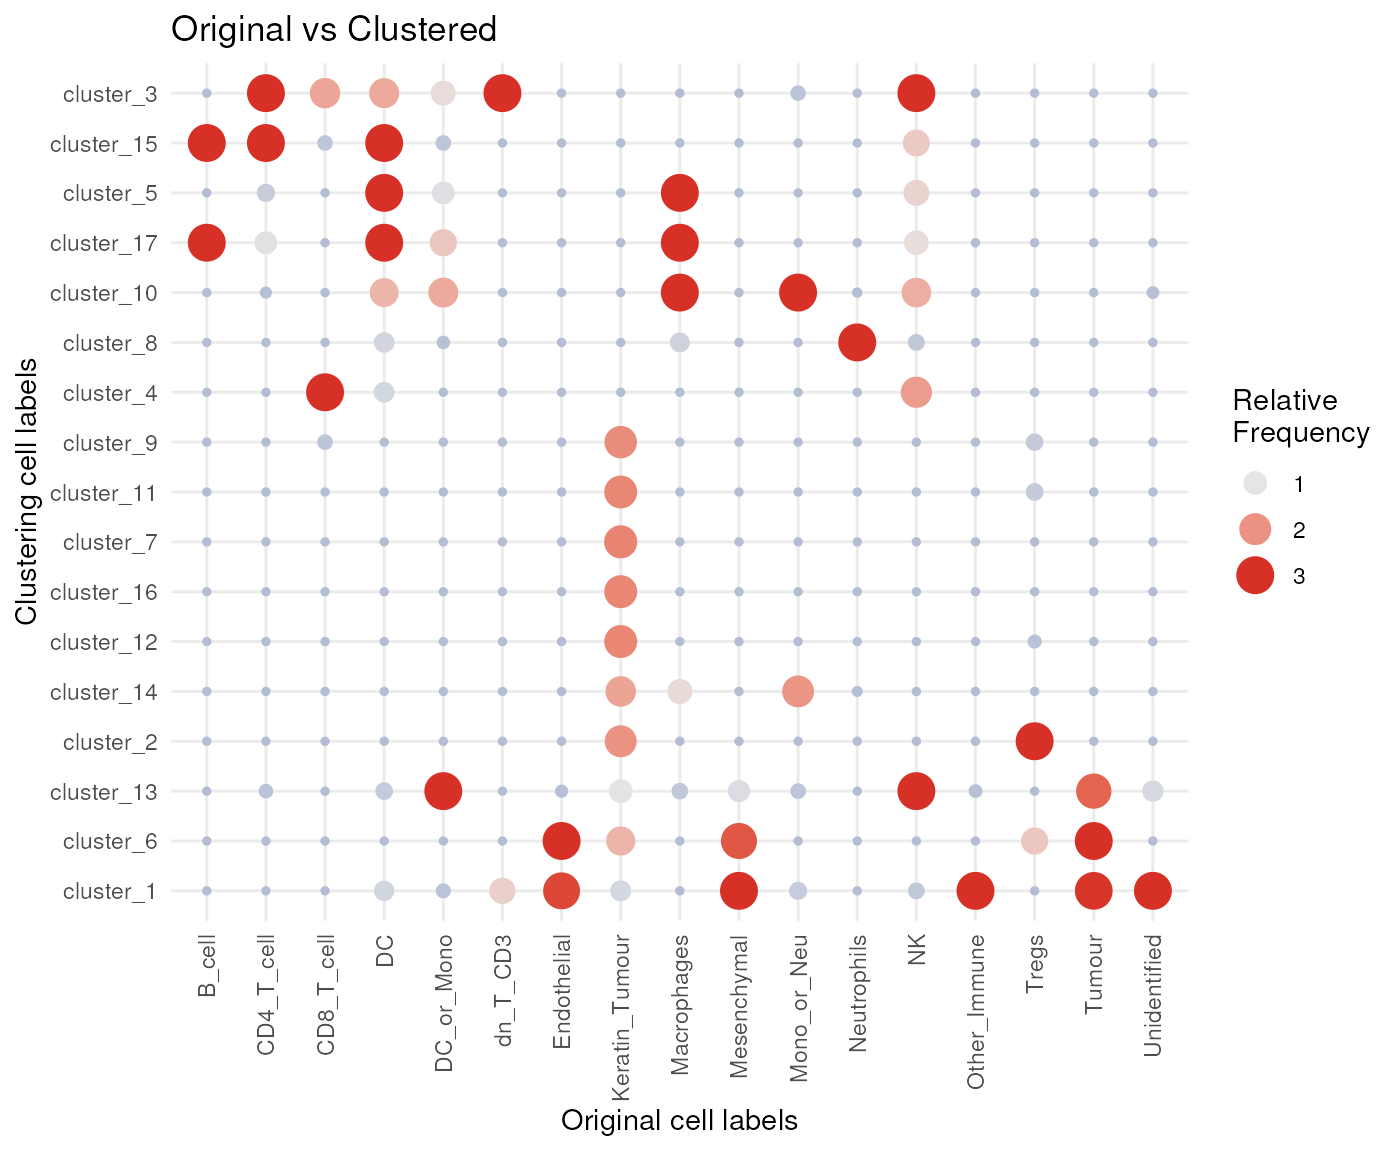 Original vs Clustered
Clustering cell labels
cluster_3
cluster_15
cluster_5
cluster_17
cluster_10
cluster_8
cluster_4
cluster_9
cluster_11
cluster_7
cluster_16
cluster_12
cluster_14
cluster_2
cluster_13
cluster_6
cluster_1
B_cell
CD4_T_cell
CD8_T_cell
DC
DC_or_Mono
dn_T_CD3
Endothelial
Keratin_Tumour
Macrophages
Mesenchymal
Mono_or_Neu
Neutrophils
NK
Other_Immune
Tregs
Tumour
Unidentified
Original cell labels
Relative
Frequency
1
2
3